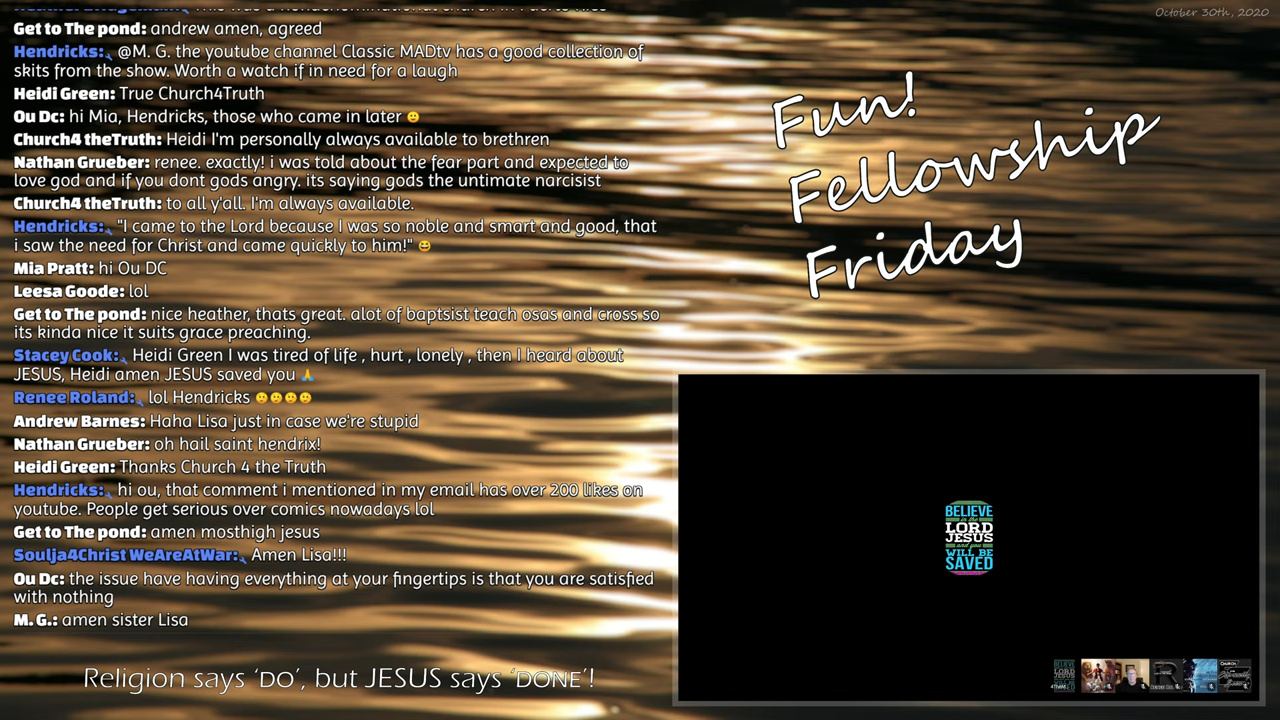 October 30th, 2020
Get to The pond: andrew amen, agreed
Hendricks: @M. G. the youtube channel Classic MADtv has a good collection of
skits from the show. Worth a watch if in need for a laugh
Heidi Green: True Church4Truth
Ou Dc: hi Mia, Hendricks, those who came in later 🙂
Church4 theTruth: Heidi I'm personally always available to brethren
Nathan Grueber: renee. exactly! i was told about the fear part and expected to
love god and if you dont gods angry. its saying gods the untimate narcisist
Church4 theTruth: to all y'all. I'm always available.
Hendricks: "I came to the Lord because I was so noble and smart and good, that
i saw the need for Christ and came quickly to him!" 😅
Mia Pratt: hi Ou DC
Leesa Goode: lol
Get to The pond: nice heather, thats great. alot of baptsist teach osas and cross so
its kinda nice it suits grace preaching.
Stacey Cook: Heidi Green I was tired of life , hurt , lonely , then I heard about
JESUS, Heidi amen JESUS saved you 🙏
Renee Roland: lol Hendricks 🙂🙂🙂🙂
Andrew Barnes: Haha Lisa just in case we're stupid
Nathan Grueber: oh hail saint hendrix!
Heidi Green: Thanks Church 4 the Truth
Hendricks: hi ou, that comment i mentioned in my email has over 200 likes on
youtube. People get serious over comics nowadays lol
Get to The pond: amen mosthigh jesus
Soulja4Christ WeAreAtWar: Amen Lisa!!!
Ou Dc: the issue have having everything at your fingertips is that you are satisfied
with nothing
M. G.: amen sister Lisa
Religion says 'DO', but JESUS says 'DONE'!
Fun!
Fellowship
Friday
BELIEVE
in the
LORD
JESUS
and you
WILL BE
SAVED